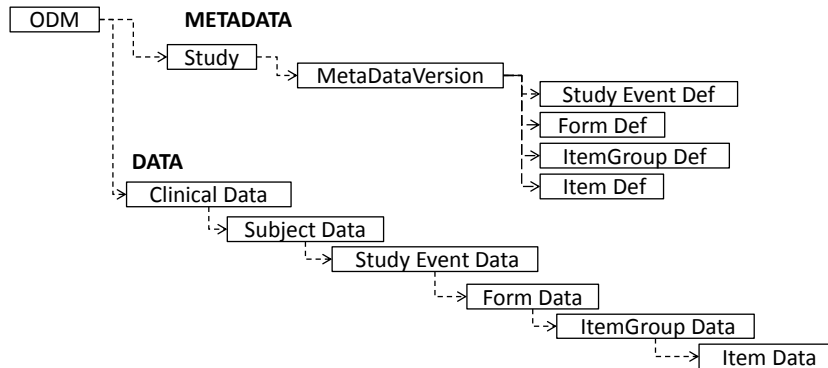 ODM
METADATA
Study
MetaDataVersion
Study Event Def
Form Def
ItemGroup Def
Item Def
DATA
Clinical Data
Subject Data
Study Event Data
Form Data
ItemGroup Data
Item Data